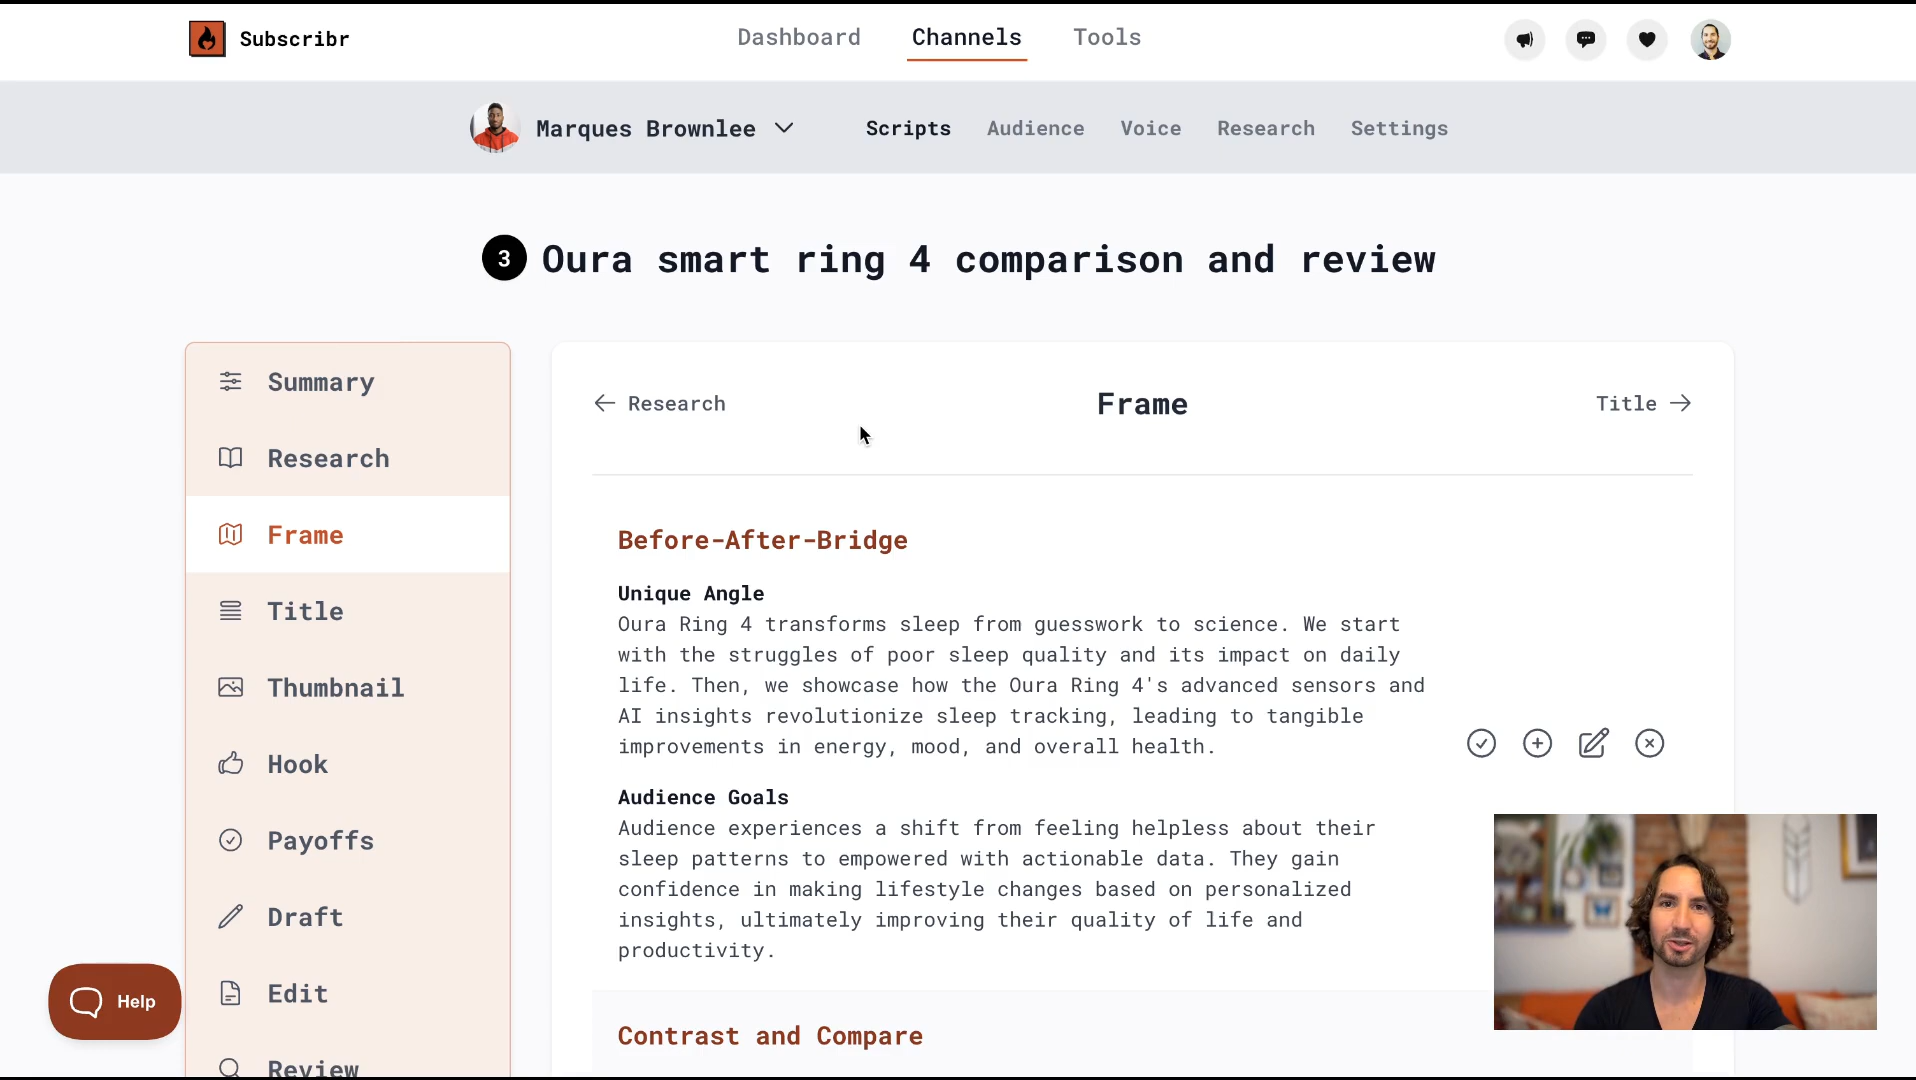 Subscribr
Dashboard
Channels
Tools
Marques Brownlee
Scripts
Audience
Voice
Research
Settings
3
Oura smart ring 4 comparison and review
Summary
Research
Frame
Title
Thumbnail
Hook
Payoffs
Draft
Edit
Review
Help
← Research
Frame
Title →
Before-After-Bridge
Unique Angle
Oura Ring 4 transforms sleep from guesswork to science. We start
with the struggles of poor sleep quality and its impact on daily
life. Then, we showcase how the Oura Ring 4's advanced sensors and
AI insights revolutionize sleep tracking, leading to tangible
improvements in energy, mood, and overall health.
Audience Goals
Audience experiences a shift from feeling helpless about their
sleep patterns to empowered with actionable data. They gain
confidence in making lifestyle changes based on personalized
insights, ultimately improving their quality of life and
productivity.
Contrast and Compare